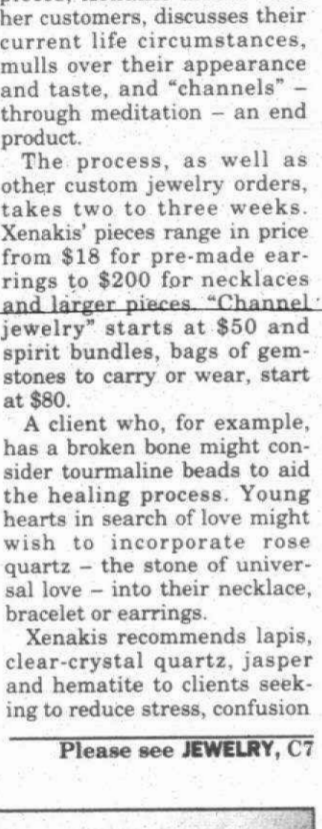 her customers, discusses their
current life circumstances,
mulls over their appearance
and taste, and “channels” –
through meditation – an end
product.
The process, as well as
other custom jewelry orders,
takes two to three weeks.
Xenakis’ pieces range in price
from $18 for pre-made ear-
rings to $200 for necklaces
and larger pieces. “Channel
jewelry” starts at $50 and
spirit bundles, bags of gem-
stones to carry or wear, start
at $80.
A client who, for example,
has a broken bone might con-
sider tourmaline beads to aid
the healing process. Young
hearts in search of love might
wish to incorporate rose
quartz – the stone of univer-
sal love – into their necklace,
bracelet or earrings.
Xenakis recommends lapis,
clear-crystal quartz, jasper
and hematite to clients seek-
ing to reduce stress, confusion
Please see JEWELRY, C7